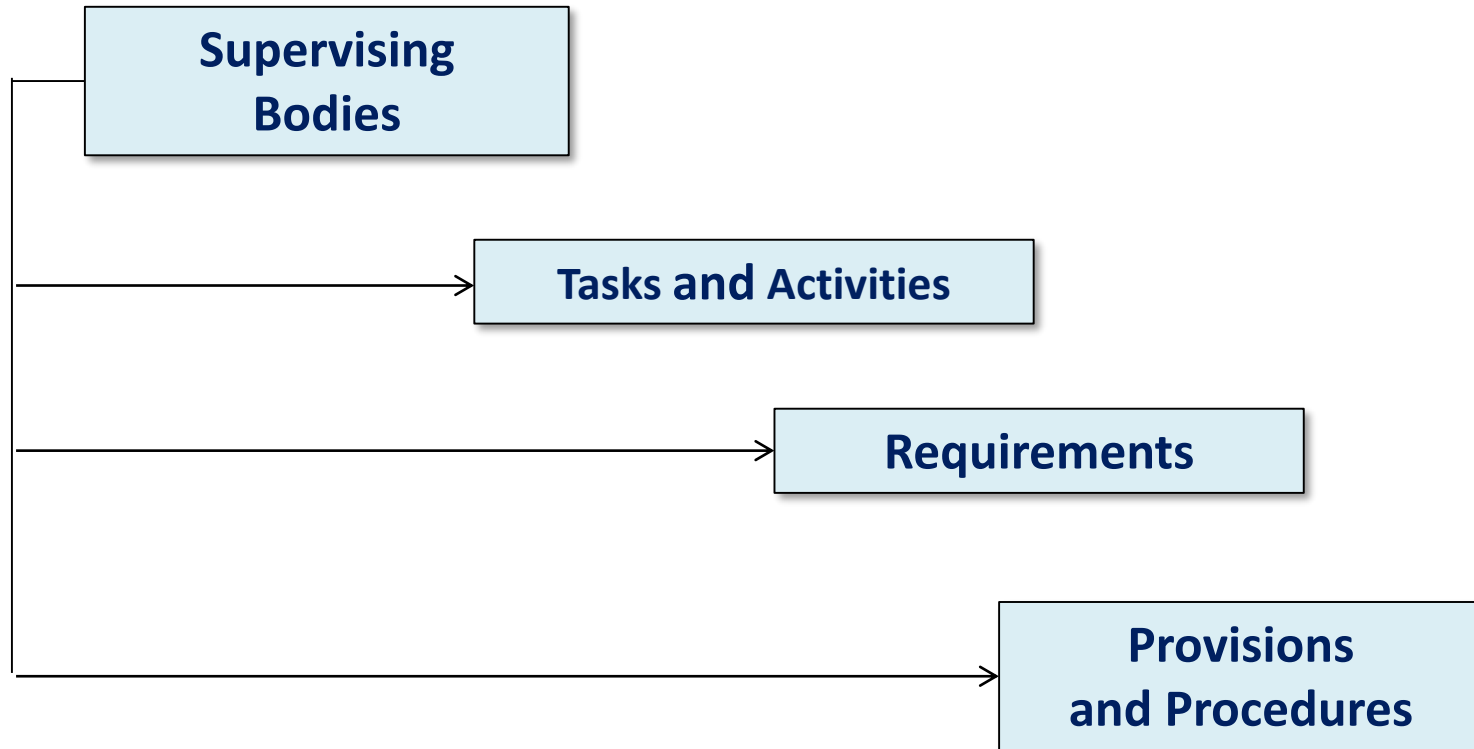 Supervising
Bodies
Tasks and Activities
Requirements
Provisions
and Procedures